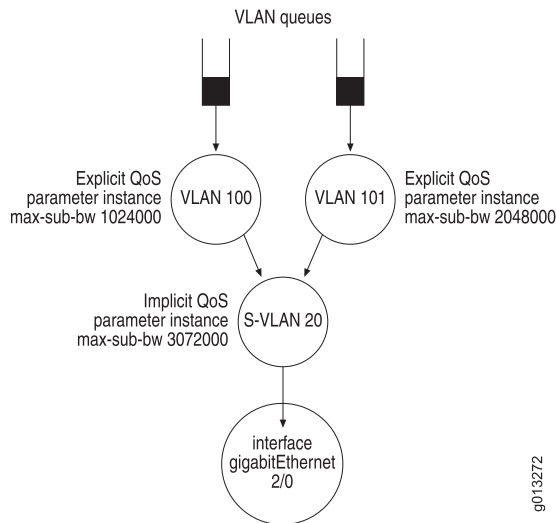 VLAN queues
Explicit QoS
parameter instance
max-sub-bw 1024000
VLAN 100
VLAN 101
Explicit QoS
parameter instance
max-sub-bw 2048000
Implicit QoS
parameter instance
max-sub-bw 3072000
S-VLAN 20
interface
gigabitEthernet
2/0
g013272